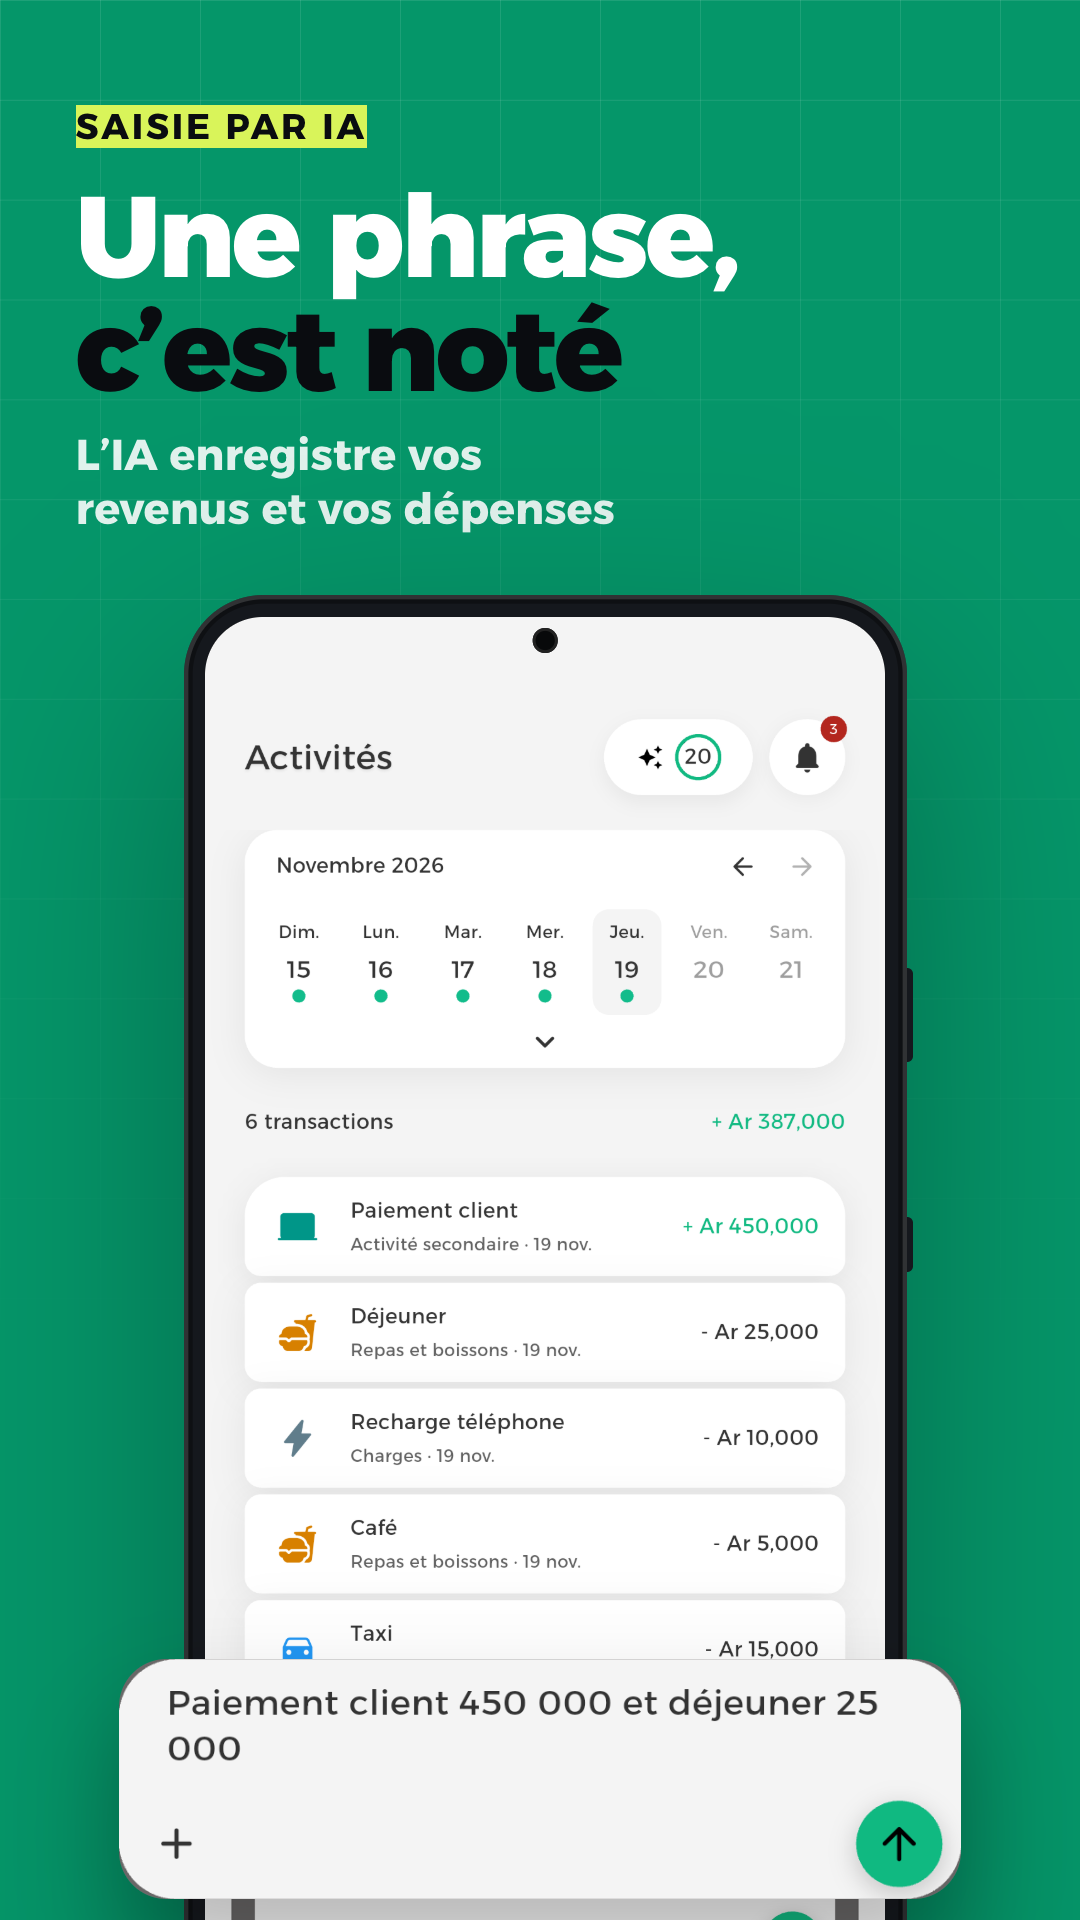 SAISIE PAR IA
Une phrase,
c’est noté
L’IA enregistre vos
revenus et vos dépenses
Activités
20
3
Novembre 2026
Dim. Lun. Mar. Mer. Jeu. Ven. Sam.
15 16 17 18 19 20 21
6 transactions + Ar 387,000
Paiement client
+ Ar 450,000
Activité secondaire · 19 nov.
Déjeuner
- Ar 25,000
Repas et boissons · 19 nov.
Recharge téléphone
- Ar 10,000
Charges · 19 nov.
Café
- Ar 5,000
Repas et boissons · 19 nov.
Taxi
- Ar 15,000
Paiement client 450 000 et déjeuner 25
000